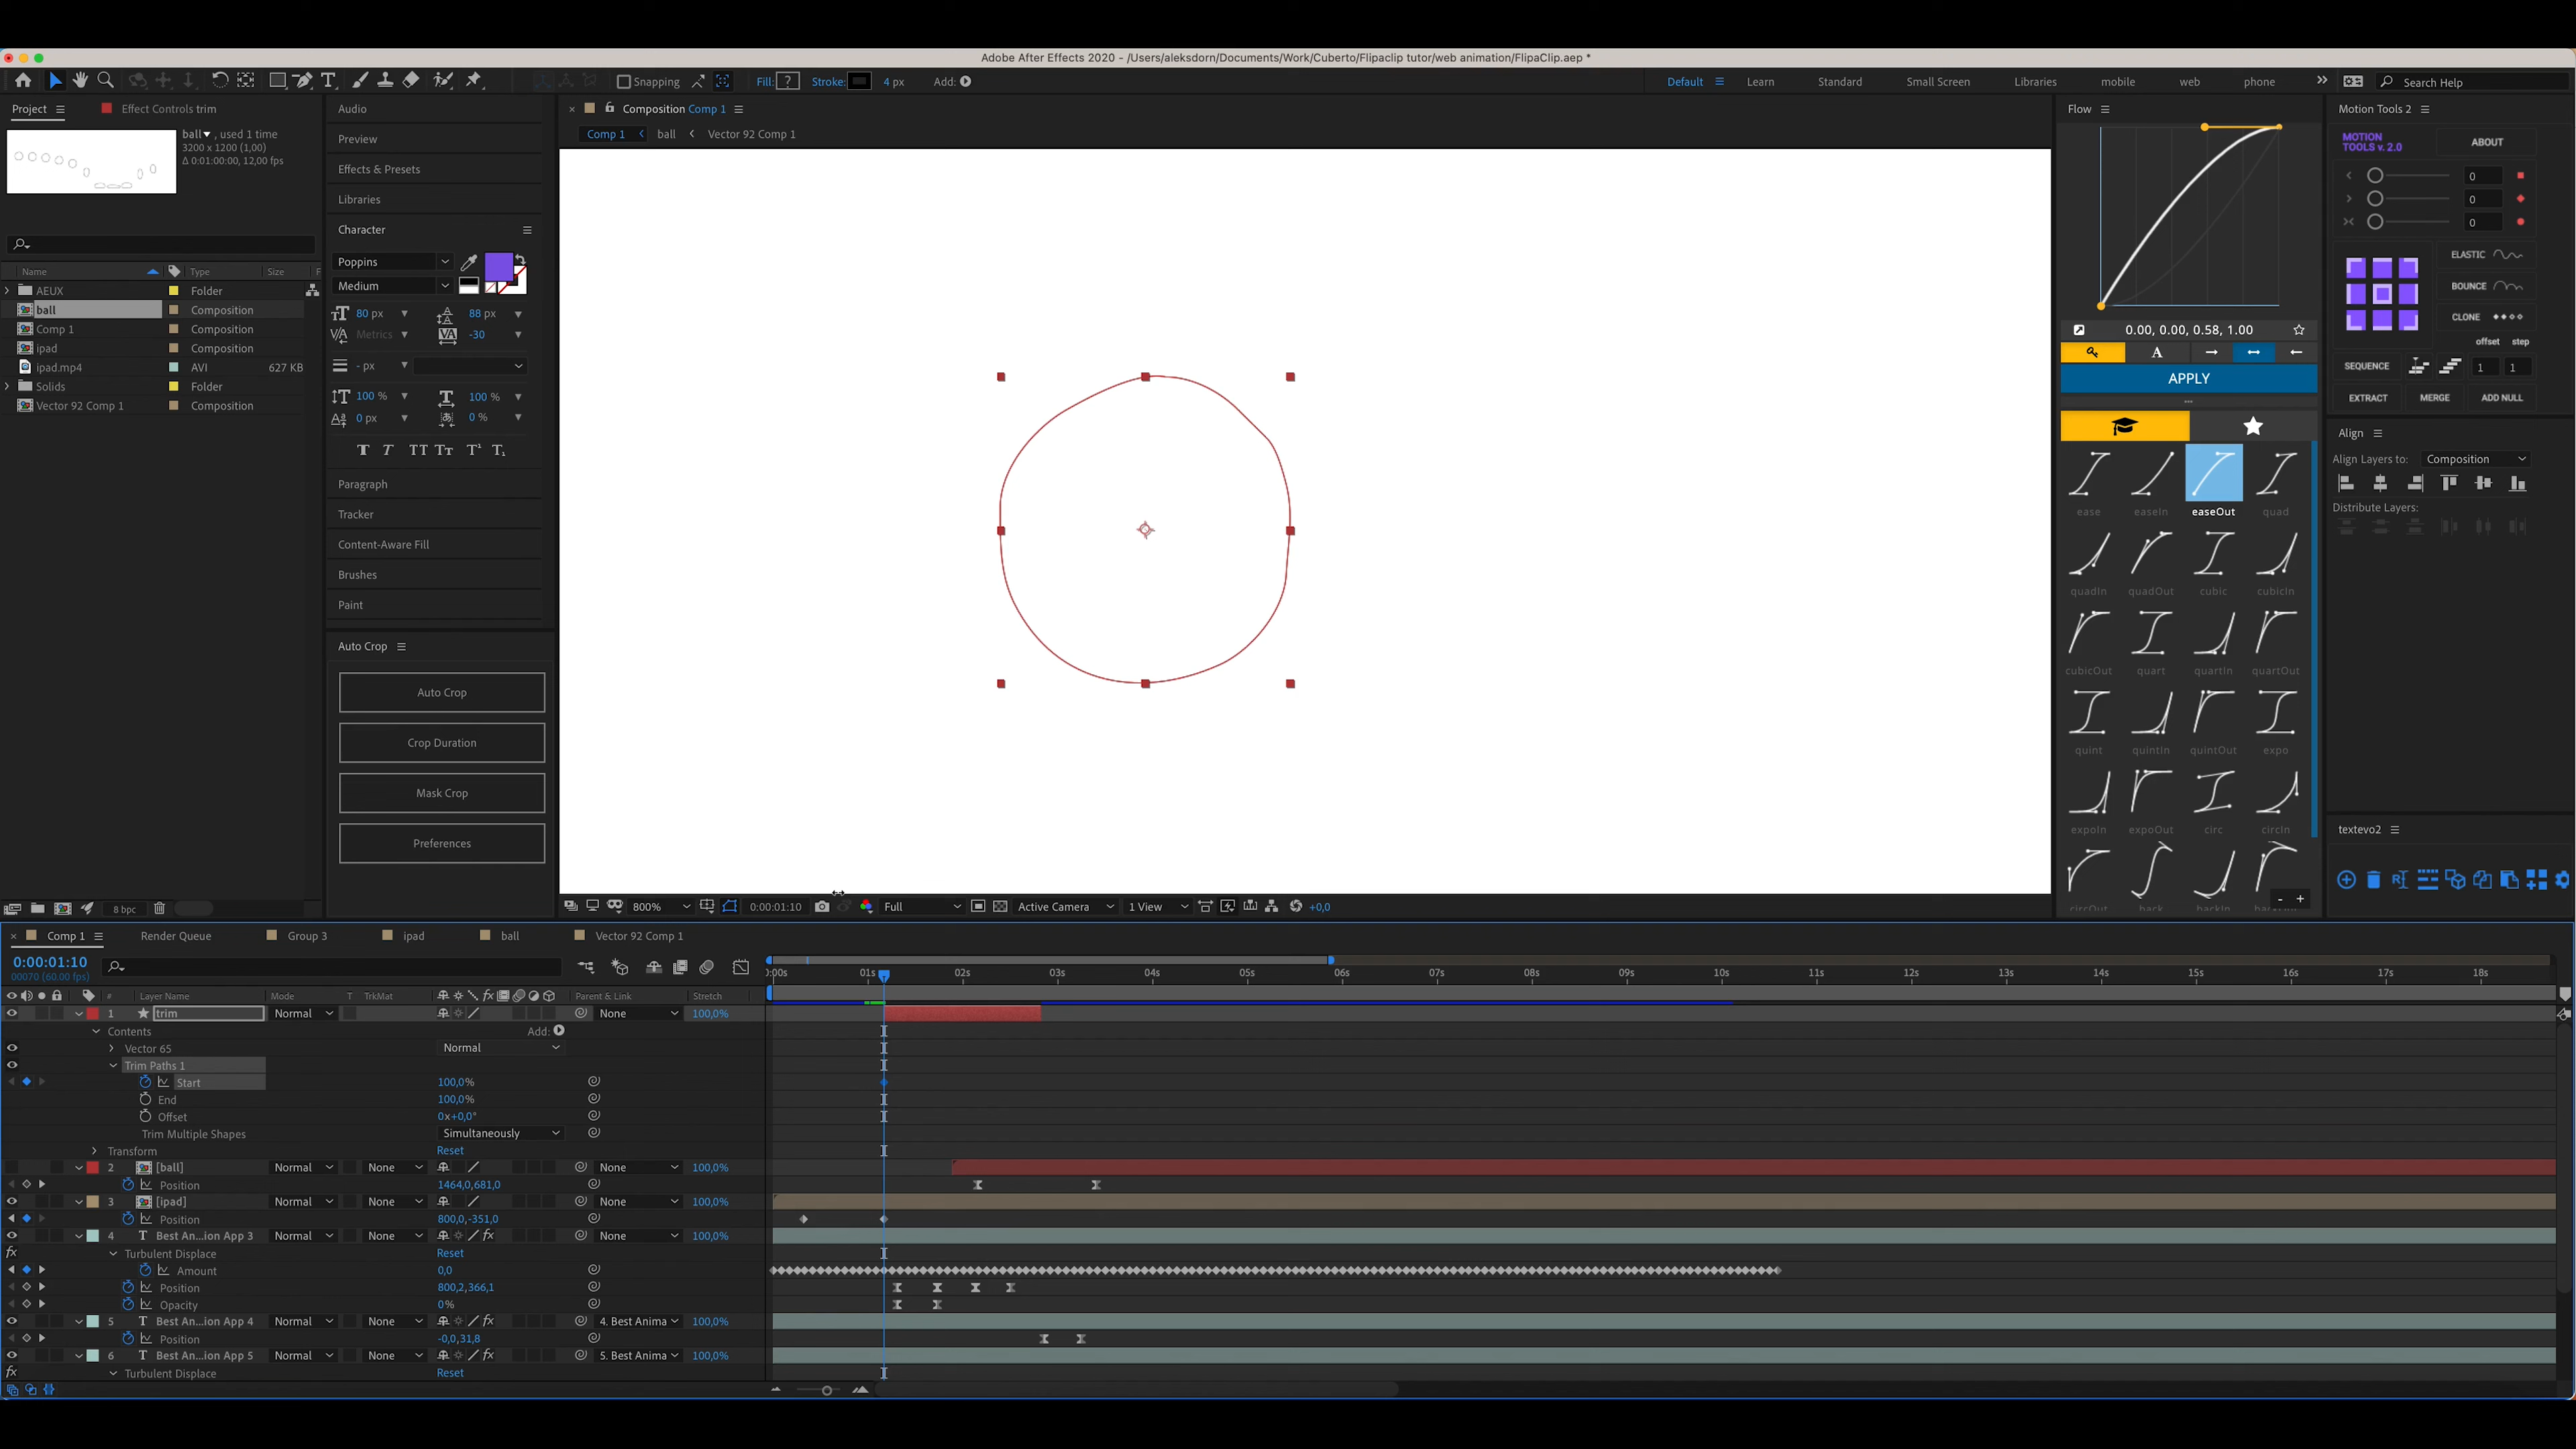 Adobe After Effects 2020 - /Users/aleksdorn/Documents/Work/Cuberto/Flipaclip tutor/web animation/FlipaClip.aep *
Snapping
Fill: ? Stroke: 4 px Add:
Default Learn Standard Small Screen Libraries mobile web phone
Search Help
Project
Effect Controls trim
ball, used 1 time
3200 x 1200 (1,00)
Δ 0:01:00:00, 12,00 fps
Name Type Size F
AEUX Folder
ball Composition
Comp 1 Composition
ipad Composition
ipad.mp4 AVI 627 KB
Solids Folder
Vector 92 Comp 1 Composition
8 bpc
Audio
Preview
Effects & Presets
Libraries
Character
Poppins
Medium
80 px 88 px
Metrics -30
- px
100 % 100 %
0 px 0 %
T T TT Tт T¹ T₁
Paragraph
Tracker
Content-Aware Fill
Brushes
Paint
Auto Crop
Auto Crop
Crop Duration
Mask Crop
Preferences
Composition Comp 1
Comp 1 ball Vector 92 Comp 1
800% 0:00:01:10 Full Active Camera 1 View +0,0
Flow
0.00, 0.00, 0.58, 1.00
A
APPLY
ease easeIn easeOut quad
quadIn quadOut cubic cubicIn
cubicOut quart quartIn quartOut
quint quintIn quintOut expo
expoIn expoOut circ circIn
circOut back backIn
Motion Tools 2
MOTION
TOOLS v. 2.0
ABOUT
0
0
0
ELASTIC
BOUNCE
CLONE
offset step
SEQUENCE 1 1
EXTRACT MERGE ADD NULL
Align
Align Layers to: Composition
Distribute Layers:
textevo2
Comp 1 Render Queue Group 3 ipad ball Vector 92 Comp 1
0:00:01:10
00070 (60.00 fps)
:00s 01s 02s 03s 04s 05s 06s 07s 08s 09s 10s 11s 12s 13s 14s 15s 16s 17s 18s
# Layer Name Mode T TrkMat Parent & Link Stretch
1 trim Normal None 100,0%
Contents Add:
Vector 65 Normal
Trim Paths 1
Start 100,0%
End 100,0%
Offset 0x+0,0°
Trim Multiple Shapes Simultaneously
Transform Reset
2 [ball] Normal None None 100,0%
Position 1464,0,681,0
3 [ipad] Normal None None 100,0%
Position 800,0,-351,0
4 T Best An...ion App 3 Normal None None 100,0%
fx Turbulent Displace Reset
Amount 0,0
Position 800,2,366,1
Opacity 0%
5 T Best An...ion App 4 Normal None 4. Best Anima 100,0%
Position -0,0,31,8
6 T Best An...ion App 5 Normal None 5. Best Anima 100,0%
fx Turbulent Displace Reset